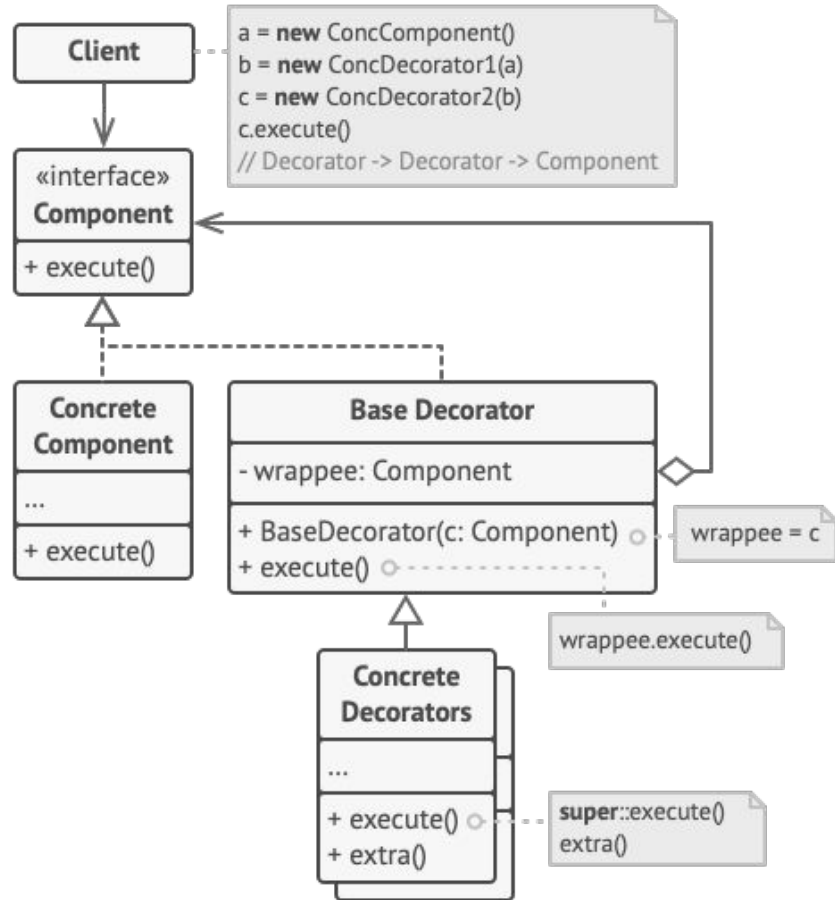 Client
a = new ConcComponent()
b = new ConcDecorator1(a)
c = new ConcDecorator2(b)
c.execute()
// Decorator -> Decorator -> Component
«interface»
Component
+ execute()
Concrete
Component
...
+ execute()
Base Decorator
- wrappee: Component
+ BaseDecorator(c: Component)
+ execute()
wrappee = c
wrappee.execute()
Concrete
Decorators
...
+ execute()
+ extra()
super::execute()
extra()